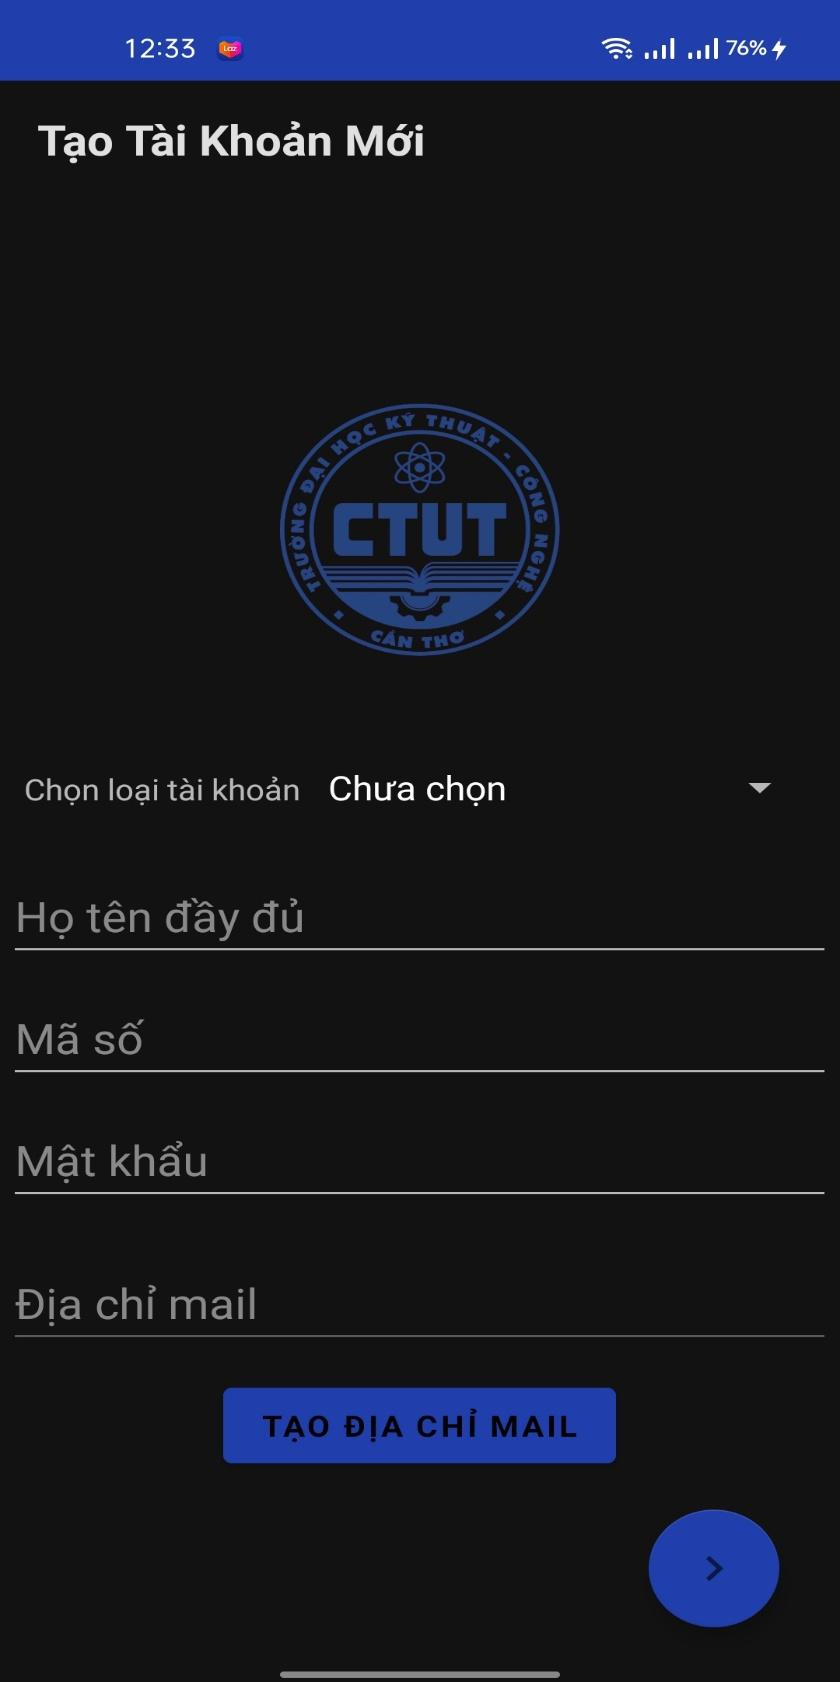 12:33
Laz
76%
Tạo Tài Khoản Mới
TRƯỜNG ĐẠI HỌC KỸ THUẬT - CÔNG NGHỆ
CTUT
CẦN THƠ
Chọn loại tài khoản Chưa chọn
Họ tên đầy đủ
Mã số
Mật khẩu
Địa chỉ mail
TẠO ĐỊA CHỈ MAIL